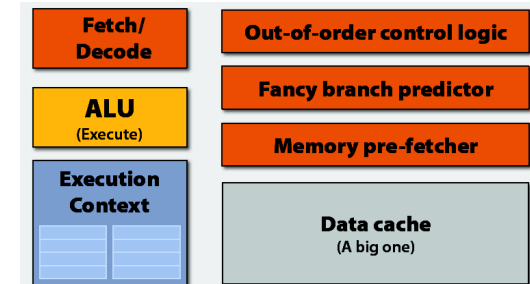 Fetch/
Decode
ALU
(Execute)
Execution
Context
Out-of-order control logic
Fancy branch predictor
Memory pre-fetcher
Data cache
(A big one)